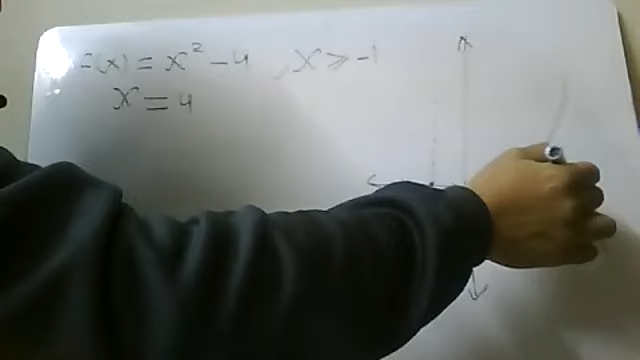 f(x) = x² - 4 , x ≥ -1
x = 4